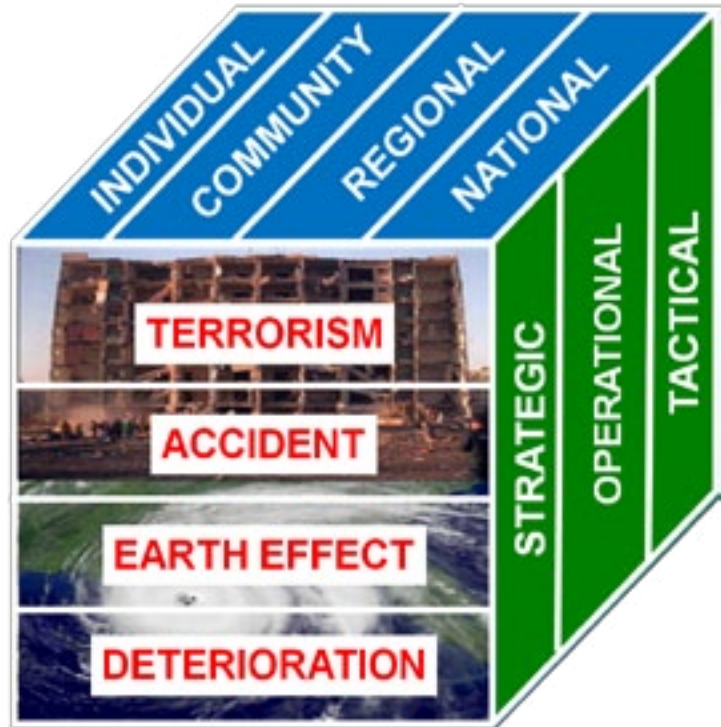 INDIVIDUAL
COMMUNITY
REGIONAL
NATIONAL
TERRORISM
ACCIDENT
EARTH EFFECT
DETERIORATION
STRATEGIC
OPERATIONAL
TACTICAL